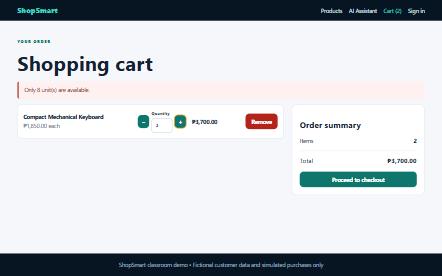 ShopSmart
Products AI Assistant Cart (2) Sign in
YOUR ORDER
Shopping cart
Only 8 unit(s) are available.
Compact Mechanical Keyboard
₱1,850.00 each
Quantity
− 2 +
₱3,700.00
Remove
Order summary
Items 2
Total ₱3,700.00
Proceed to checkout
ShopSmart classroom demo • Fictional customer data and simulated purchases only